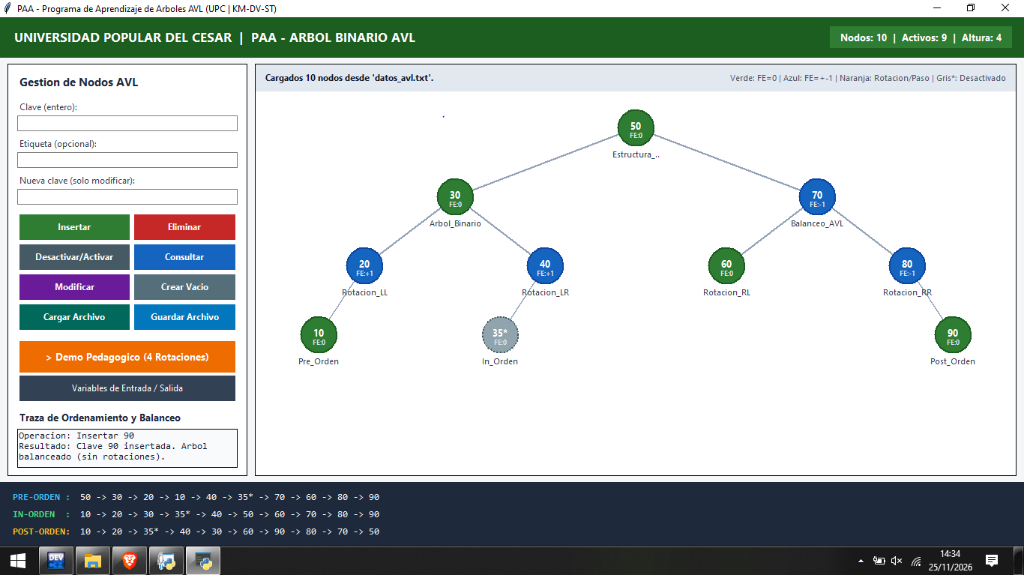 PAA - Programa de Aprendizaje de Arboles AVL (UPC | KM-DV-ST)
UNIVERSIDAD POPULAR DEL CESAR | PAA - ARBOL BINARIO AVL
Nodos: 10 | Activos: 9 | Altura: 4
Gestion de Nodos AVL
Clave (entero):
Etiqueta (opcional):
Nueva clave (solo modificar):
Insertar
Eliminar
Desactivar/Activar
Consultar
Modificar
Crear Vacio
Cargar Archivo
Guardar Archivo
> Demo Pedagogico (4 Rotaciones)
Variables de Entrada / Salida
Traza de Ordenamiento y Balanceo
Operacion: Insertar 90
Resultado: Clave 90 insertada. Arbol
balanceado (sin rotaciones).
Cargados 10 nodos desde 'datos_avl.txt'.
Verde: FE=0 | Azul: FE=+-1 | Naranja: Rotacion/Paso | Gris*: Desactivado
50
FE:0
Estructura_..
30
FE:0
Arbol_Binario
70
FE:-1
Balanceo_AVL
20
FE:+1
Rotacion_LL
40
FE:+1
Rotacion_LR
60
FE:0
Rotacion_RL
80
FE:-1
Rotacion_RR
10
FE:0
Pre_Orden
35*
FE:0
In_Orden
90
FE:0
Post_Orden
PRE-ORDEN : 50 -> 30 -> 20 -> 10 -> 40 -> 35* -> 70 -> 60 -> 80 -> 90
IN-ORDEN : 10 -> 20 -> 30 -> 35* -> 40 -> 50 -> 60 -> 70 -> 80 -> 90
POST-ORDEN: 10 -> 20 -> 35* -> 40 -> 30 -> 60 -> 90 -> 80 -> 70 -> 50
DEV
14:34
25/11/2026